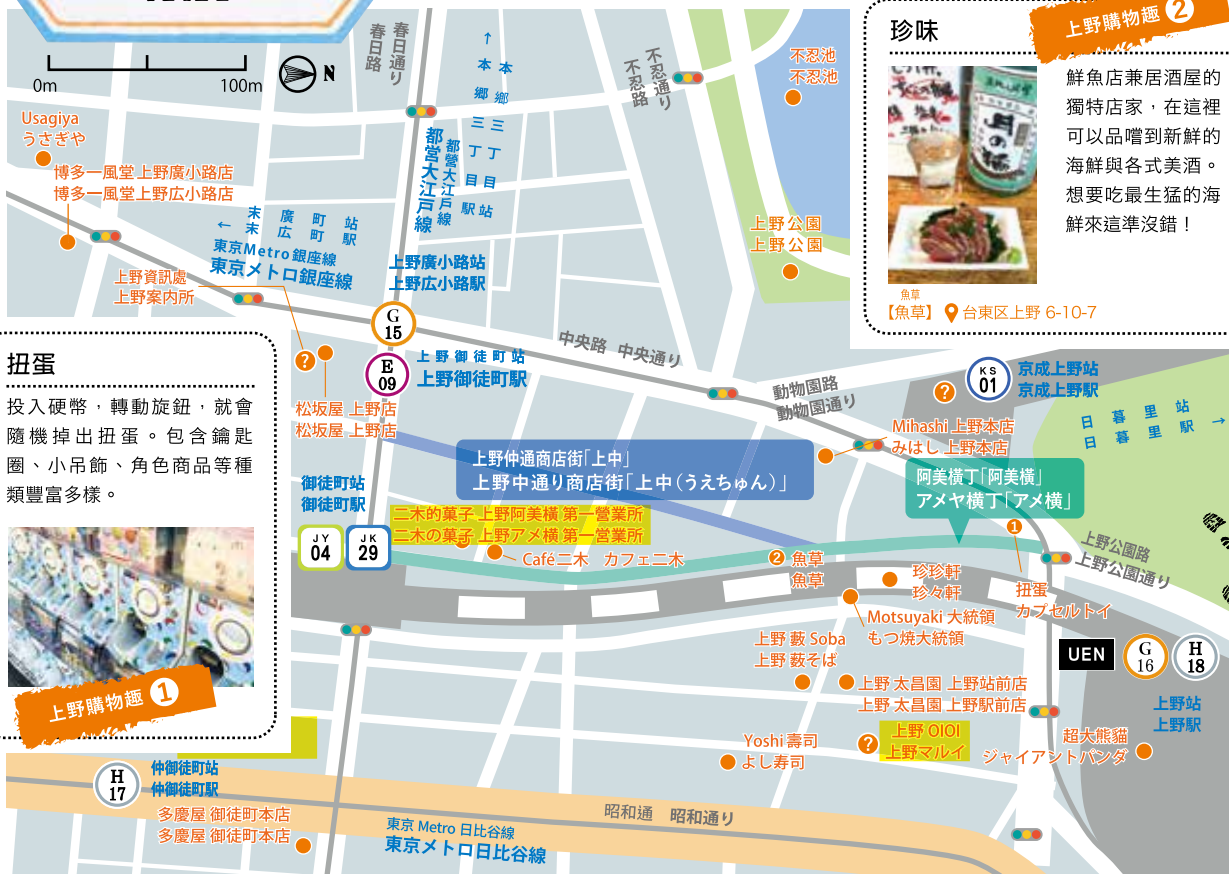 珍味
上野購物趣 2
鮮魚店兼居酒屋的
獨特店家,在這裡
可以品嚐到新鮮的
海鮮與各式美酒。
想要吃最生猛的海
鮮來這準沒錯!
魚草
【魚草】 台東区上野 6-10-7
0m 100m
N
春日路
春日通り
↑本郷三丁目駅
本鄉三丁目站
都営大江戸線
都營大江戶線
不忍路
不忍通り
不忍池
不忍池
Usagiya
うさぎや
博多一風堂 上野廣小路店
博多一風堂 上野広小路店
末廣町站
← 末広町駅
東京Metro 銀座線
東京メトロ銀座線
上野廣小路站
上野広小路駅
G
15
上野公園
上野公園
上野資訊處
上野案内所
?
E
09
上野御徒町站
上野御徒町駅
中央路 中央通り
松坂屋 上野店
松坂屋 上野店
動物園路
動物園通り
?
KS
01
京成上野站
京成上野駅
日暮里站
日暮里駅 →
Mihashi 上野本店
みはし 上野本店
上野仲通商店街「上中」
上野中通り商店街「上中(うえちゅん)」
阿美横丁「阿美橫」
アメヤ横丁「アメ横」
扭蛋
投入硬幣,轉動旋鈕,就會
隨機掉出扭蛋。包含鑰匙
圈、小吊飾、角色商品等種
類豐富多樣。
上野購物趣 1
御徒町站
御徒町駅
JY
04
JK
29
二木的菓子 上野阿美橫 第一營業所
二木の菓子 上野アメ横 第一営業所
Café二木 カフェ二木
2 魚草
魚草
珍珍軒
珍々軒
1
扭蛋
カプセルトイ
上野公園路
上野公園通り
Motsuyaki 大統領
もつ焼大統領
上野 藪 Soba
上野 藪そば
上野 太昌園 上野站前店
上野 太昌園 上野駅前店
UEN
G
16
H
18
上野站
上野駅
?
上野 OIOI
上野マルイ
Yoshi 壽司
よし寿司
超大熊貓
ジャイアントパンダ
H
17
仲御徒町站
仲御徒町駅
多慶屋 御徒町本店
多慶屋 御徒町本店
昭和通 昭和通り
東京 Metro 日比谷線
東京メトロ日比谷線